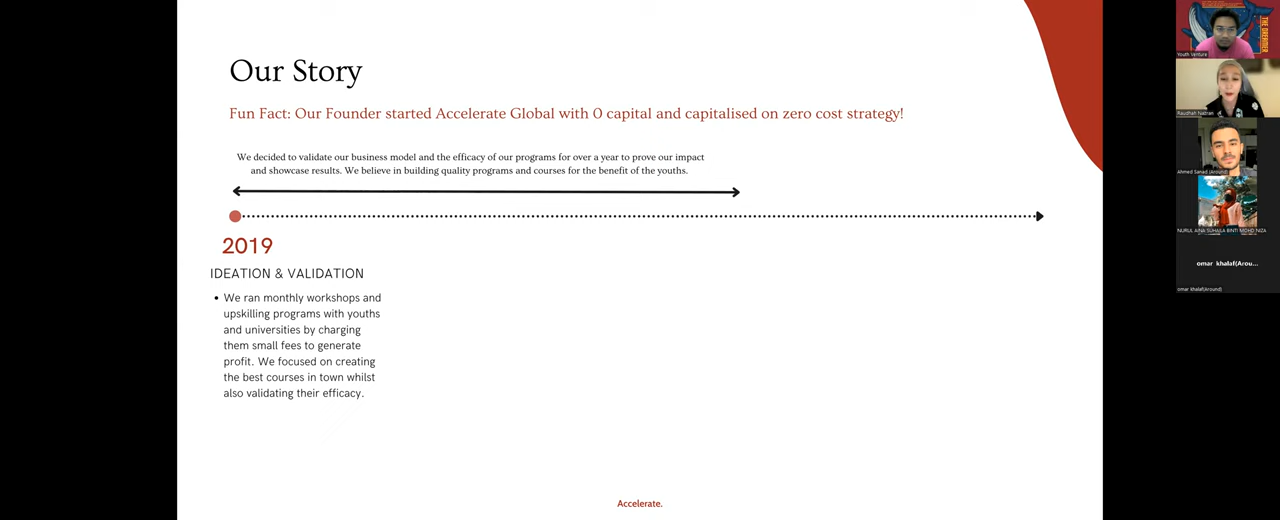 Our Story
Fun Fact: Our Founder started Accelerate Global with 0 capital and capitalised on zero cost strategy!
We decided to validate our business model and the efficacy of our programs for over a year to prove our impact
and showcase results. We believe in building quality programs and courses for the benefit of the youths.
2019
IDEATION & VALIDATION
• We ran monthly workshops and
upskilling programs with youths
and universities by charging
them small fees to generate
profit. We focused on creating
the best courses in town whilst
also validating their efficacy.
Accelerate.
THE DREAMER
Youth Venture
Raudhah Nazran
Ahmed Sanad (Around)
NURUL AINA SUHAILA BINTI MOHD NIZA
omar khalaf(Arou...
omar khalaf(Around)